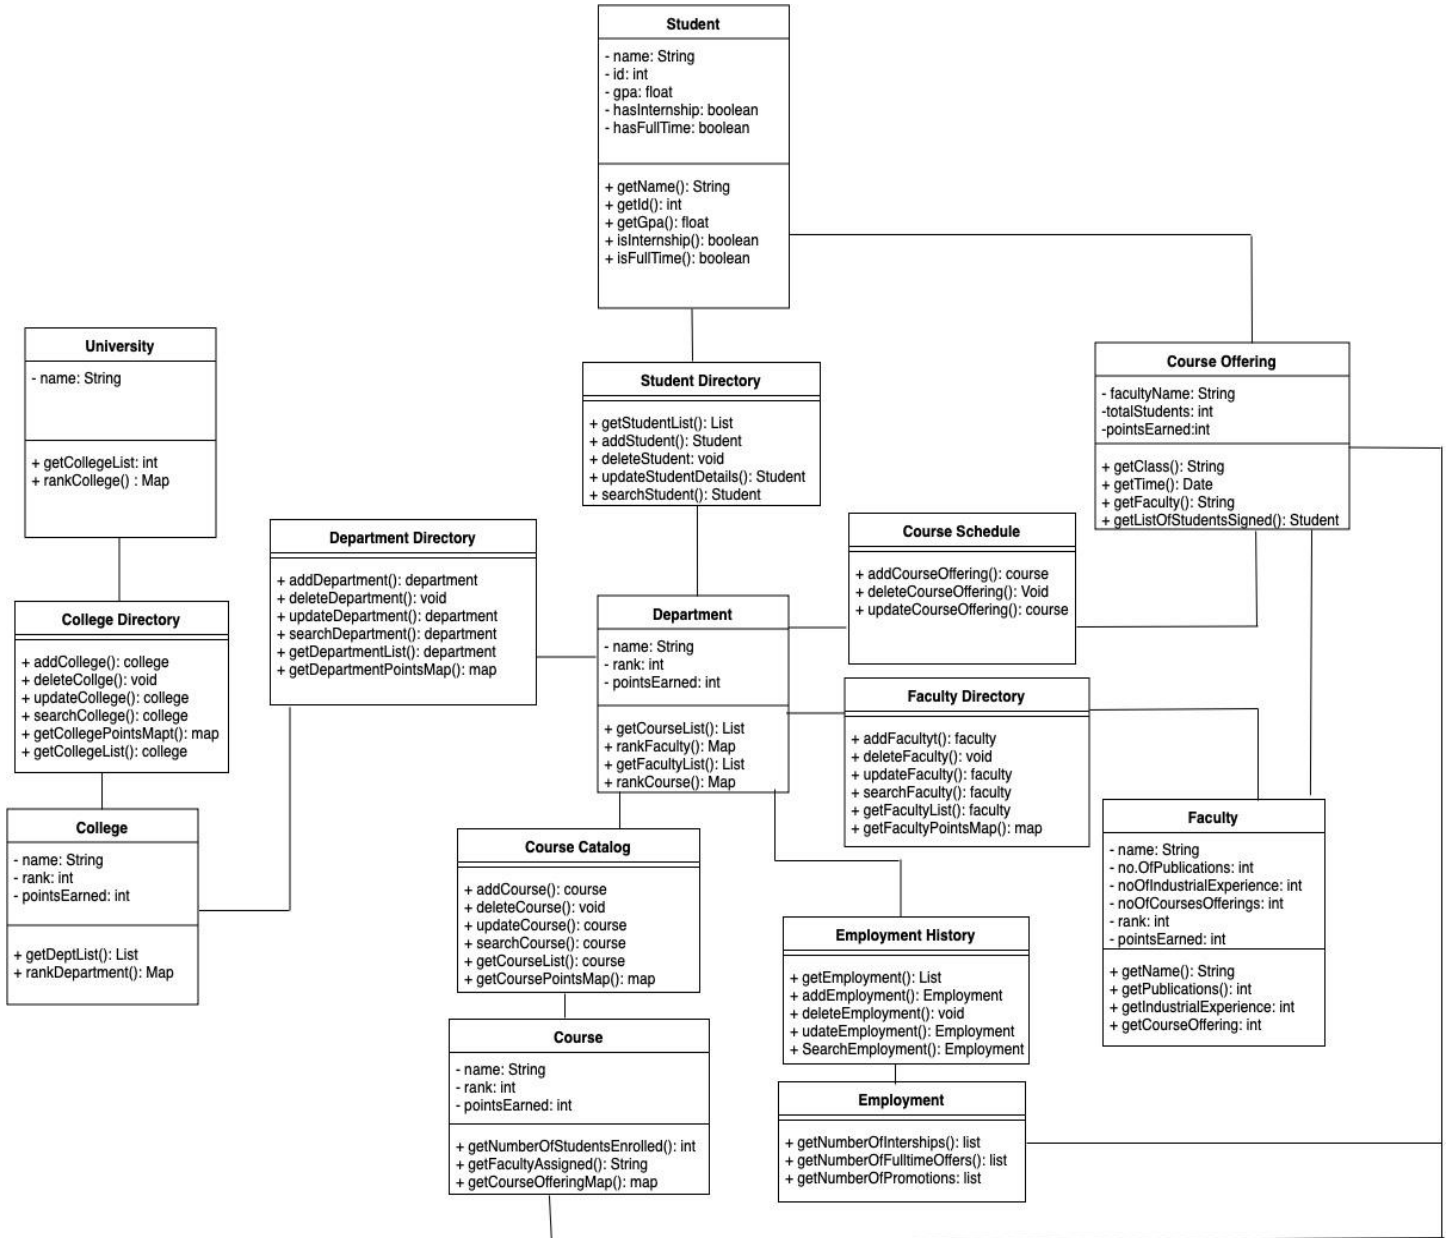 Student
- name: String
- id: int
- gpa: float
- hasInternship: boolean
- hasFullTime: boolean
+ getName(): String
+ getId(): int
+ getGpa(): float
+ isInternship(): boolean
+ isFullTime(): boolean
University
- name: String
+ getCollegeList: int
+ rankCollege() : Map
Student Directory
+ getStudentList(): List
+ addStudent(): Student
+ deleteStudent: void
+ updateStudentDetails(): Student
+ searchStudent(): Student
Course Offering
- facultyName: String
-totalStudents: int
-pointsEarned:int
+ getClass(): String
+ getTime(): Date
+ getFaculty(): String
+ getListOfStudentsSigned(): Student
Department Directory
+ addDepartment(): department
+ deleteDepartment(): void
+ updateDepartment(): department
+ searchDepartment(): department
+ getDepartmentList(): department
+ getDepartmentPointsMap(): map
Course Schedule
+ addCourseOffering(): course
+ deleteCourseOffering(): Void
+ updateCourseOffering(): course
College Directory
+ addCollege(): college
+ deleteCollge(): void
+ updateCollege(): college
+ searchCollege(): college
+ getCollegePointsMapt(): map
+ getCollegeList(): college
Department
- name: String
- rank: int
- pointsEarned: int
+ getCourseList(): List
+ rankFaculty(): Map
+ getFacultyList(): List
+ rankCourse(): Map
Faculty Directory
+ addFacultyt(): faculty
+ deleteFaculty(): void
+ updateFaculty(): faculty
+ searchFaculty(): faculty
+ getFacultyList(): faculty
+ getFacultyPointsMap(): map
College
- name: String
- rank: int
- pointsEarned: int
+ getDeptList(): List
+ rankDepartment(): Map
Course Catalog
+ addCourse(): course
+ deleteCourse(): void
+ updateCourse(): course
+ searchCourse(): course
+ getCourseList(): course
+ getCoursePointsMap(): map
Faculty
- name: String
- no.OfPublications: int
- noOfIndustrialExperience: int
- noOfCoursesOfferings: int
- rank: int
- pointsEarned: int
+ getName(): String
+ getPublications(): int
+ getIndustrialExperience: int
+ getCourseOffering: int
Employment History
+ getEmployment(): List
+ addEmployment(): Employment
+ deleteEmployment(): void
+ udateEmployment(): Employment
+ SearchEmployment(): Employment
Course
- name: String
- rank: int
- pointsEarned: int
+ getNumberOfStudentsEnrolled(): int
+ getFacultyAssigned(): String
+ getCourseOfferingMap(): map
Employment
+ getNumberOfInterships(): list
+ getNumberOfFulltimeOffers(): list
+ getNumberOfPromotions: list